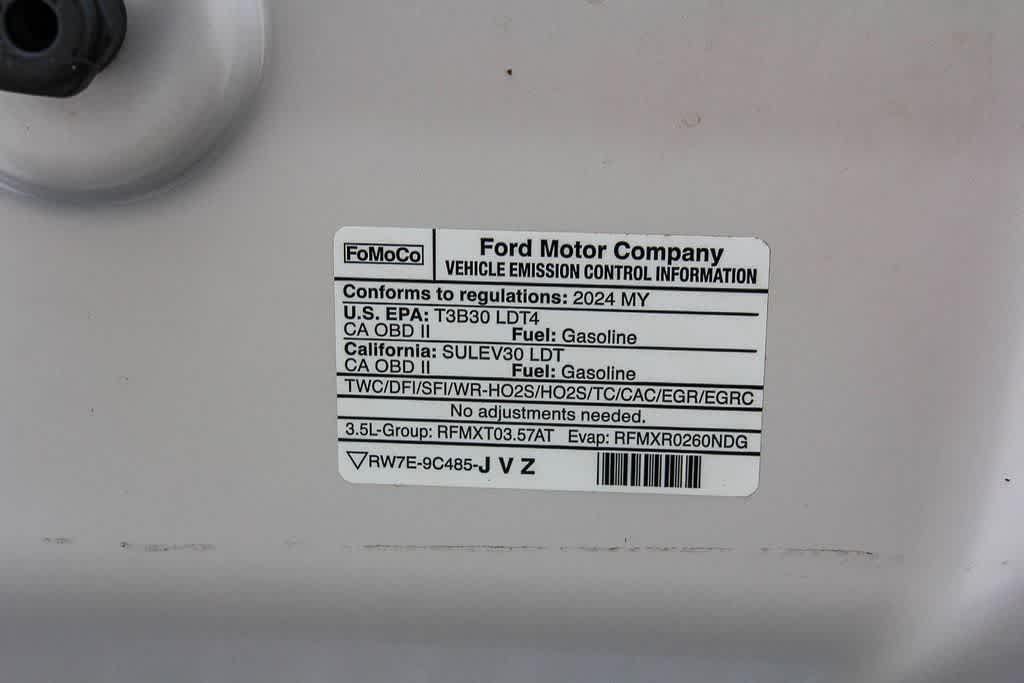 FoMoCo
Ford Motor Company
VEHICLE EMISSION CONTROL INFORMATION
Conforms to regulations: 2024 MY
U.S. EPA: T3B30 LDT4
CA OBD II Fuel: Gasoline
California: SULEV30 LDT
CA OBD II Fuel: Gasoline
TWC/DFI/SFI/WR-HO2S/HO2S/TC/CAC/EGR/EGRC
No adjustments needed.
3.5L-Group: RFMXT03.57AT Evap: RFMXR0260NDG
RW7E-9C485-J V Z